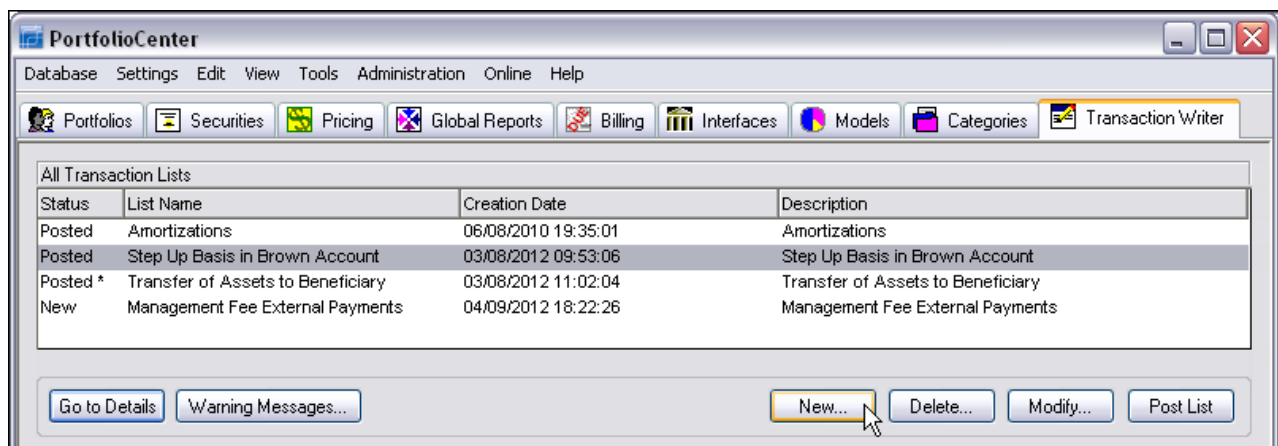 PortfolioCenter
Database Settings Edit View Tools Administration Online Help
Portfolios Securities Pricing Global Reports Billing Interfaces Models Categories Transaction Writer
All Transaction Lists
Status List Name Creation Date Description
Posted Amortizations 06/08/2010 19:35:01 Amortizations
Posted Step Up Basis in Brown Account 03/08/2012 09:53:06 Step Up Basis in Brown Account
Posted * Transfer of Assets to Beneficiary 03/08/2012 11:02:04 Transfer of Assets to Beneficiary
New Management Fee External Payments 04/09/2012 18:22:26 Management Fee External Payments
Go to Details Warning Messages... New... Delete... Modify... Post List